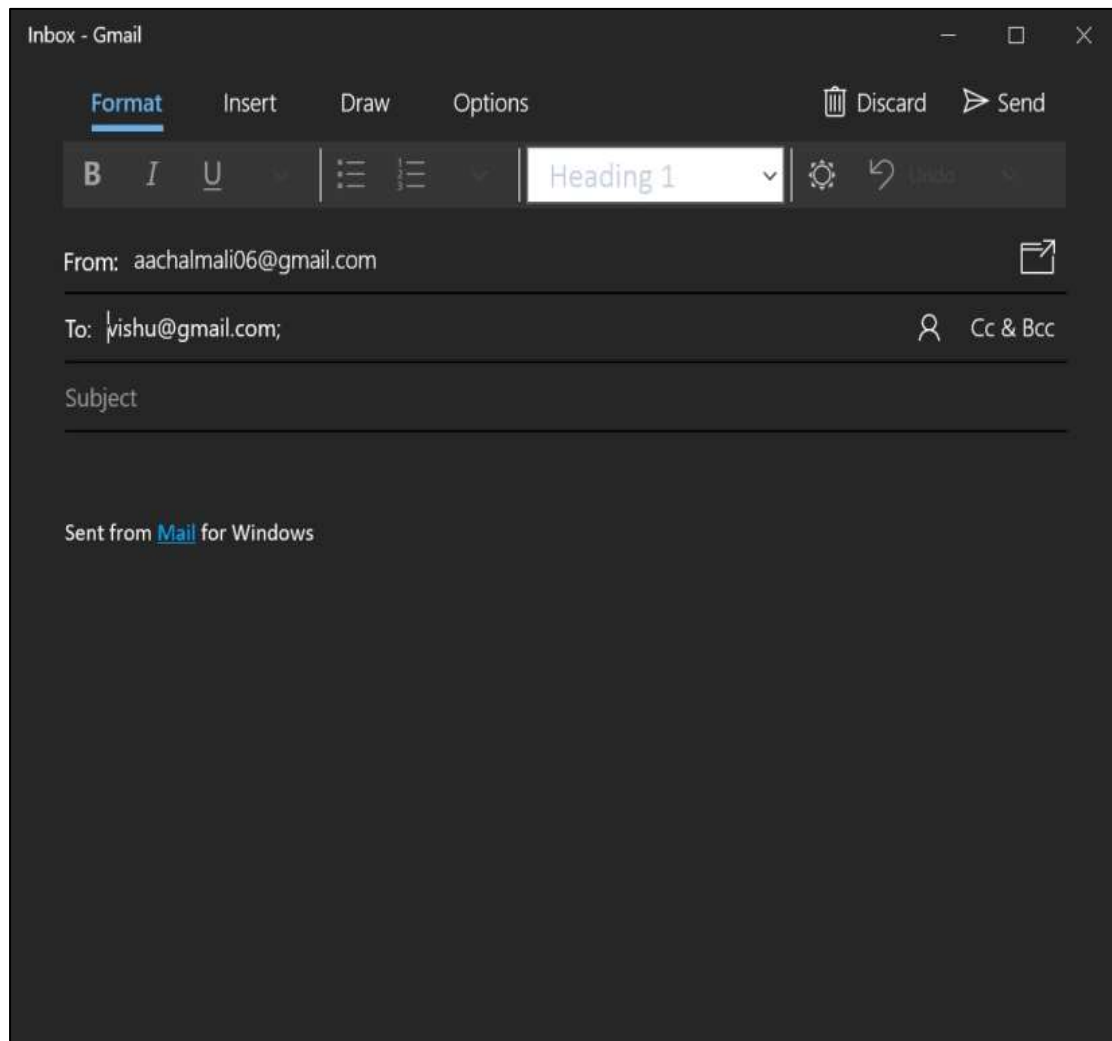 Inbox - Gmail
Format Insert Draw Options Discard Send
B I U Heading 1 Undo
From: aachalmali06@gmail.com
To: vishu@gmail.com; Cc & Bcc
Subject
Sent from Mail for Windows